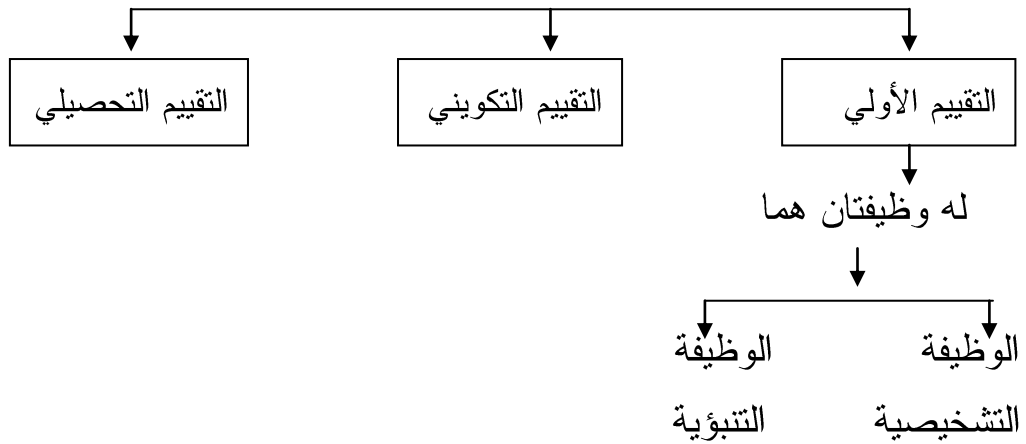 التقييم الأولي
التقييم التكويني
التقييم التحصيلي
له وظيفتان هما
الوظيفة
التشخيصية
الوظيفة
التنبؤية